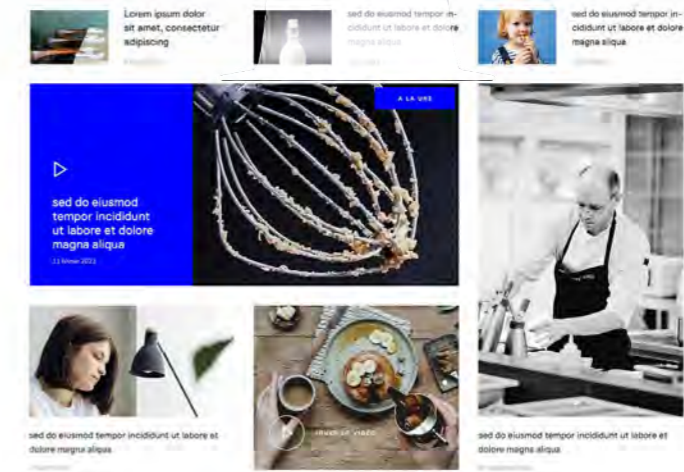 Lorem ipsum dolor
sit amet, consectetur
adipiscing
sed do eiusmod tempor in-
cididunt ut labore et dolore
magna aliqua
sed do eiusmod tempor in-
cididunt ut labore et dolore
magna aliqua
A LA UNE
sed do eiusmod
tempor incididunt
ut labore et dolore
magna aliqua
sed do eiusmod tempor incididunt ut labore et
dolore magna aliqua
sed do eiusmod tempor incididunt ut labore et
dolore magna aliqua